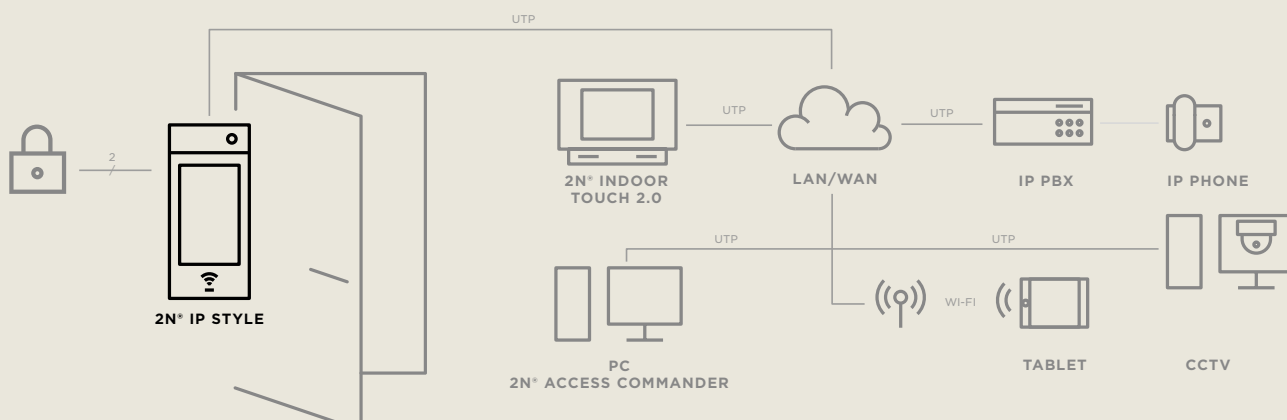 UTP
2
2N® IP STYLE
UTP
UTP
2N® INDOOR
TOUCH 2.0
LAN/WAN
IP PBX
IP PHONE
UTP
UTP
WI-FI
PC
2N® ACCESS COMMANDER
TABLET
CCTV